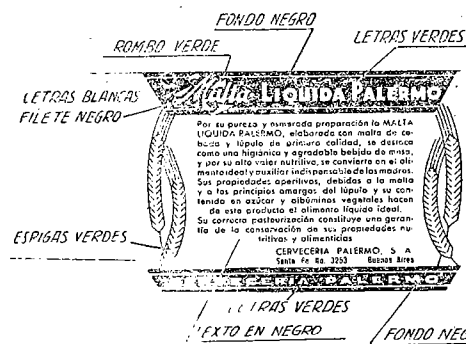 FONDO NEGRO
ROMBO VERDE
LETRAS VERDES
Malta LIQUIDA PALERMO
LETRAS BLANCAS
FILETE NEGRO
Por su pureza y esmerada preparación la MALTA
LIQUIDA PALERMO, elaborada con malta de ce-
bada y lúpulo de primera calidad, se destaca
como una higiénica y agradable bebida de mesa,
y por su alto valor nutritivo, se convierte en el ali-
mento ideal y auxiliar indispensable de las madres.
Sus propiedades aperitivas, debidas a la malta
y a los principios amargos del lúpulo y su con-
tenido en azúcar y albúminas vegetales hacen
de este producto el alimento líquido ideal.
Su correcta pasteurización constituye una garan-
tía de la conservación de sus propiedades nu-
tritivas y alimenticias
ESPIGAS VERDES
CERVECERIA PALERMO, S. A.
Santa Fe No. 3253 Buenos Aires
CERVECERIA PALERMO
LETRAS VERDES
TEXTO EN NEGRO
FONDO NEG